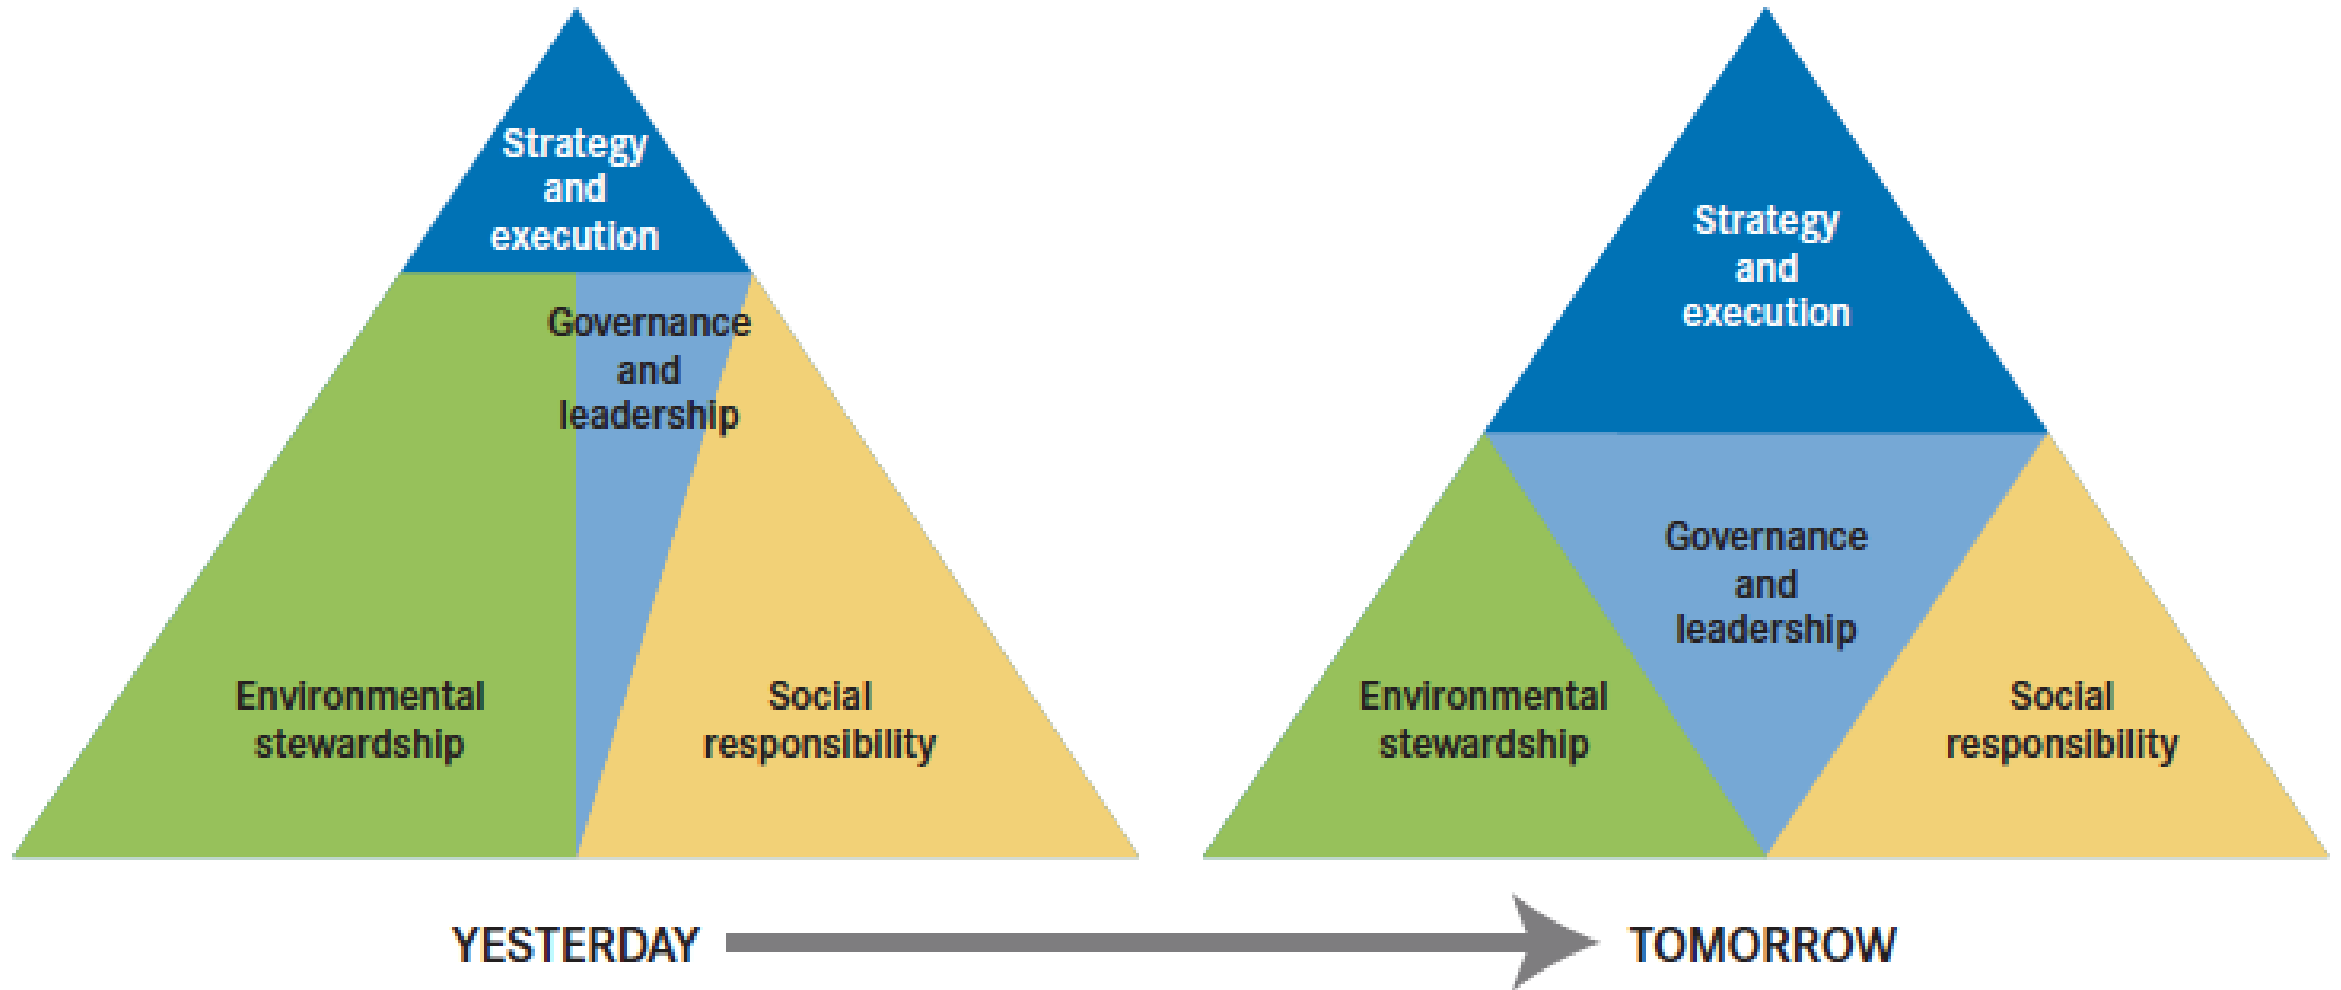 Strategy
and
execution
Governance
and
leadership
Environmental
stewardship
Social
responsibility
Strategy
and
execution
Governance
and
leadership
Environmental
stewardship
Social
responsibility
YESTERDAY
TOMORROW